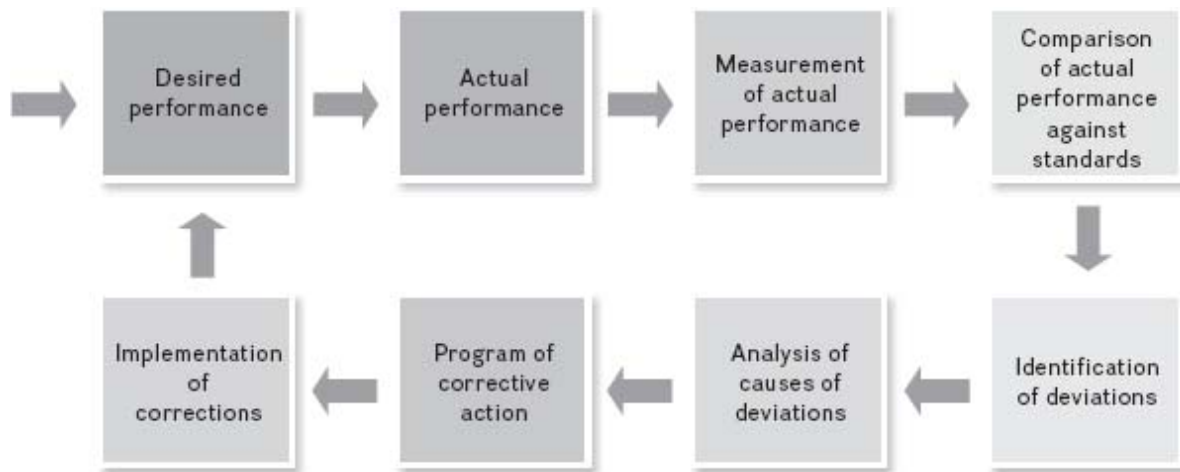 Desired
performance
Actual
performance
Measurement
of actual
performance
Comparison
of actual
performance
against
standards
Implementation
of
corrections
Program of
corrective
action
Analysis of
causes of
deviations
Identification
of deviations